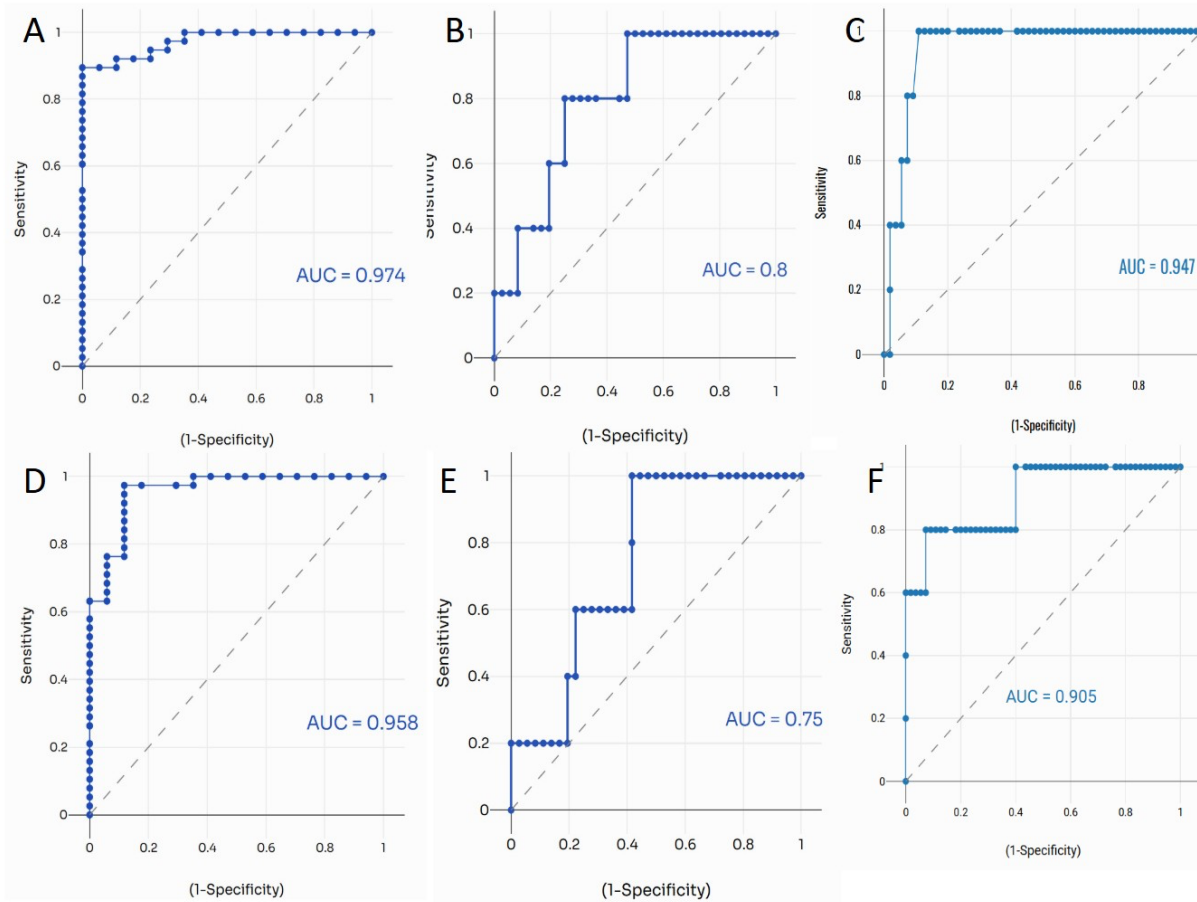 A
1
0.8
0.6
0.4
0.2
0
Sensitivity
AUC = 0.974
0 0.2 0.4 0.6 0.8 1
(1-Specificity)
B
1
0.8
0.6
0.4
0.2
0
Sensitivity
AUC = 0.8
0 0.2 0.4 0.6 0.8 1
(1-Specificity)
C
1
0.8
0.6
0.4
0.2
0
Sensitivity
AUC = 0.947
0 0.2 0.4 0.6 0.8
(1-Specificity)
D
1
0.8
0.6
0.4
0.2
0
Sensitivity
AUC = 0.958
0 0.2 0.4 0.6 0.8 1
(1-Specificity)
E
1
0.8
0.6
0.4
0.2
0
Sensitivity
AUC = 0.75
0 0.2 0.4 0.6 0.8 1
(1-Specificity)
F
1
0.8
0.6
0.4
0.2
0
Sensitivity
AUC = 0.905
0 0.2 0.4 0.6 0.8 1
(1-Specificity)